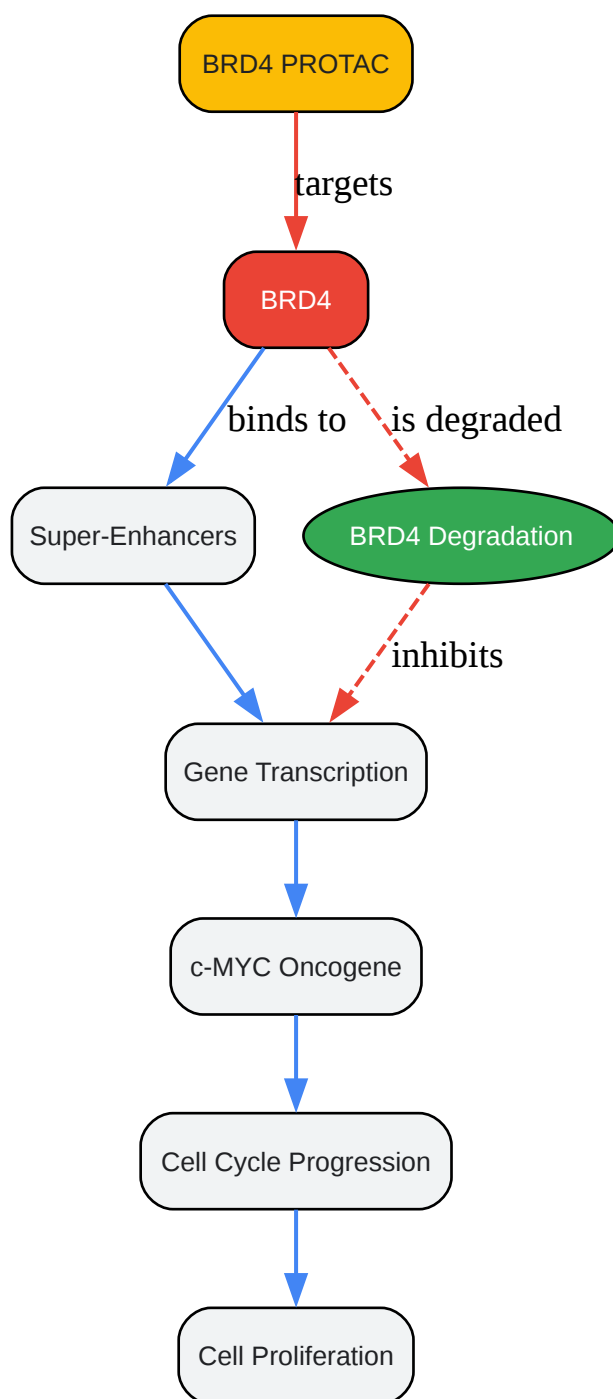 BRD4 PROTAC
targets
BRD4
binds to
is degraded
Super-Enhancers
BRD4 Degradation
inhibits
Gene Transcription
c-MYC Oncogene
Cell Cycle Progression
Cell Proliferation